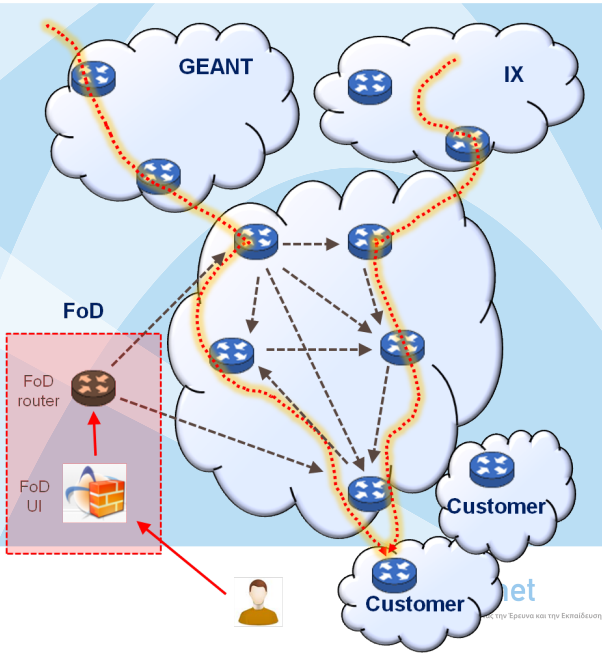 GEANT
IX
FoD
FoD
router
FoD
UI
Customer
Customer
net
την Έρευνα και την Εκπαίδευση